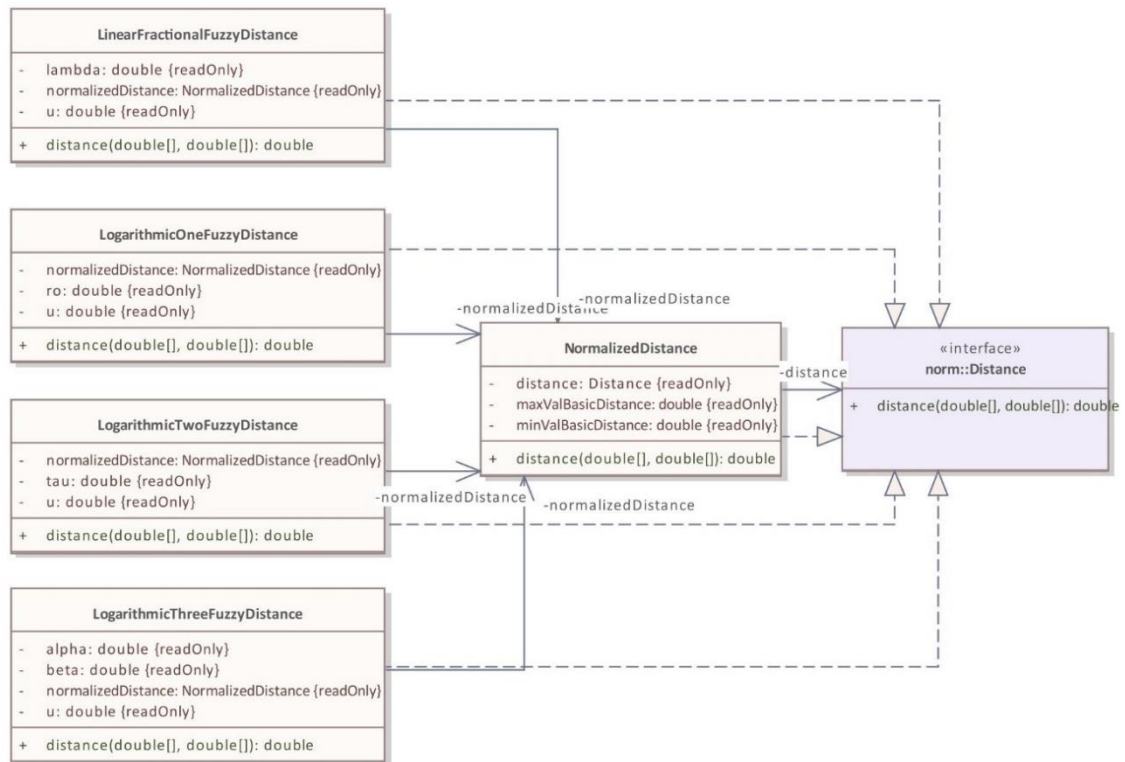 LinearFractionalFuzzyDistance
- lambda: double {readOnly}
- normalizedDistance: NormalizedDistance {readOnly}
- u: double {readOnly}
+ distance(double[], double[]): double
LogarithmicOneFuzzyDistance
- normalizedDistance: NormalizedDistance {readOnly}
- ro: double {readOnly}
- u: double {readOnly}
+ distance(double[], double[]): double
-normalizedDistance
-normalizedDistance
NormalizedDistance
- distance: Distance {readOnly}
- maxValBasicDistance: double {readOnly}
- minValBasicDistance: double {readOnly}
+ distance(double[], double[]): double
-distance
«interface»
norm::Distance
+ distance(double[], double[]): double
LogarithmicTwoFuzzyDistance
- normalizedDistance: NormalizedDistance {readOnly}
- tau: double {readOnly}
- u: double {readOnly}
+ distance(double[], double[]): double
-normalizedDistance
-normalizedDistance
LogarithmicThreeFuzzyDistance
- alpha: double {readOnly}
- beta: double {readOnly}
- normalizedDistance: NormalizedDistance {readOnly}
- u: double {readOnly}
+ distance(double[], double[]): double